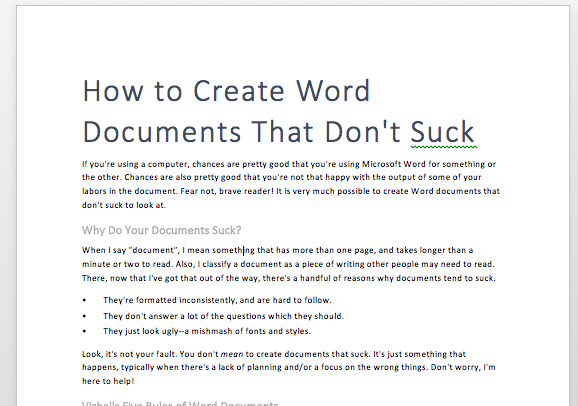 How to Create Word
Documents That Don't Suck
If you're using a computer, chances are pretty good that you're using Microsoft Word for something or
the other. Chances are also pretty good that you're not that happy with the output of some of your
labors in the document. Fear not, brave reader! It is very much possible to create Word documents that
don't suck to look at.
Why Do Your Documents Suck?
When I say "document", I mean something that has more than one page, and takes longer than a
minute or two to read. Also, I classify a document as a piece of writing other people may need to read.
There, now that I've got that out of the way, there's a handful of reasons why documents tend to suck.
• They're formatted inconsistently, and are hard to follow.
• They don't answer a lot of the questions which they should.
• They just look ugly--a mishmash of fonts and styles.
Look, it's not your fault. You don't mean to create documents that suck. It's just something that
happens, typically when there's a lack of planning and/or a focus on the wrong things. Don't worry, I'm
here to help!
Vishal's Five Rules of Word Documents